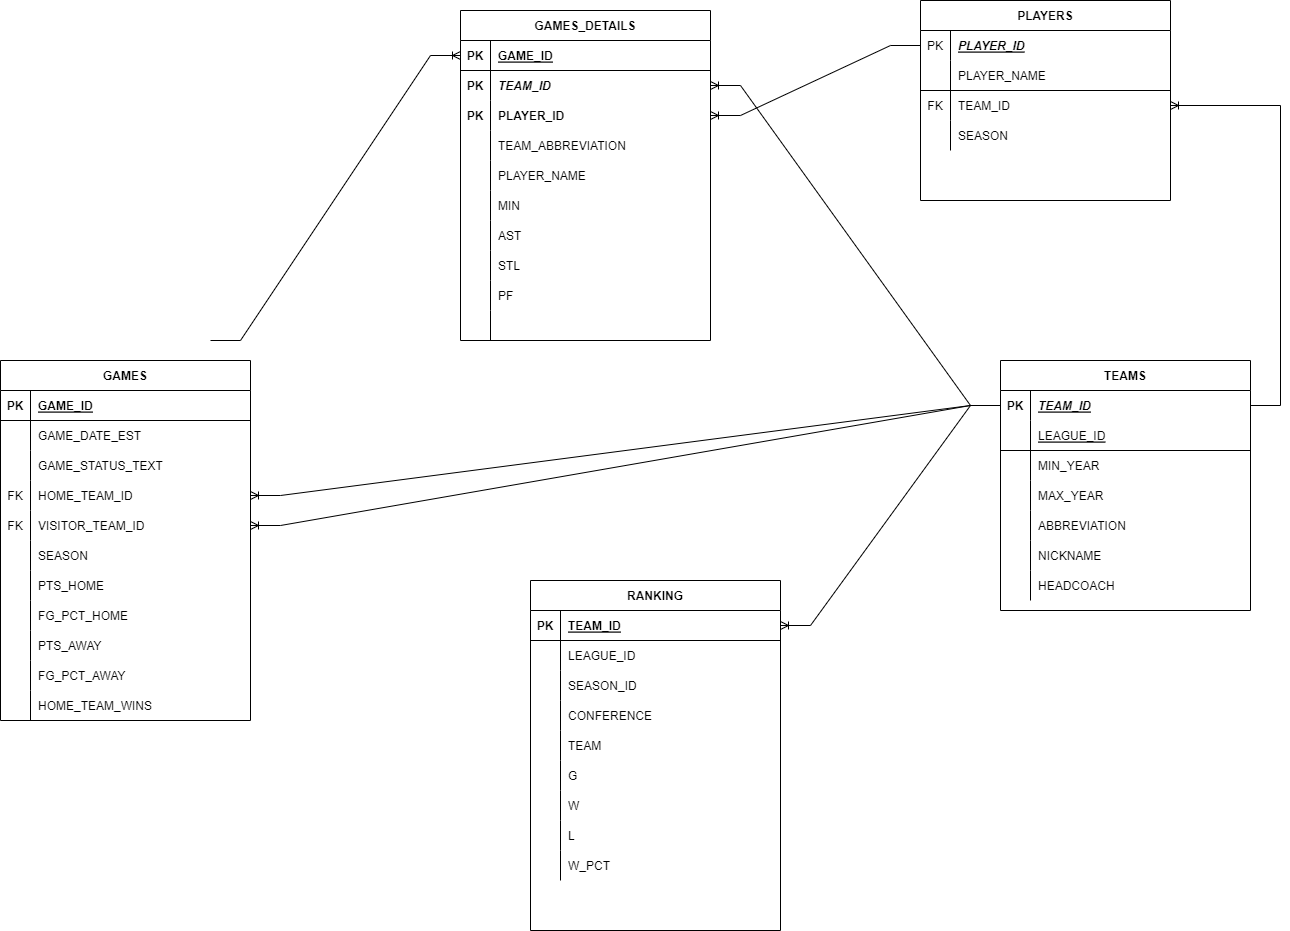 GAMES_DETAILS
PK GAME_ID
PK TEAM_ID
PK PLAYER_ID
TEAM_ABBREVIATION
PLAYER_NAME
MIN
AST
STL
PF
PLAYERS
PK PLAYER_ID
PLAYER_NAME
FK TEAM_ID
SEASON
GAMES
PK GAME_ID
GAME_DATE_EST
GAME_STATUS_TEXT
FK HOME_TEAM_ID
FK VISITOR_TEAM_ID
SEASON
PTS_HOME
FG_PCT_HOME
PTS_AWAY
FG_PCT_AWAY
HOME_TEAM_WINS
TEAMS
PK TEAM_ID
LEAGUE_ID
MIN_YEAR
MAX_YEAR
ABBREVIATION
NICKNAME
HEADCOACH
RANKING
PK TEAM_ID
LEAGUE_ID
SEASON_ID
CONFERENCE
TEAM
G
W
L
W_PCT